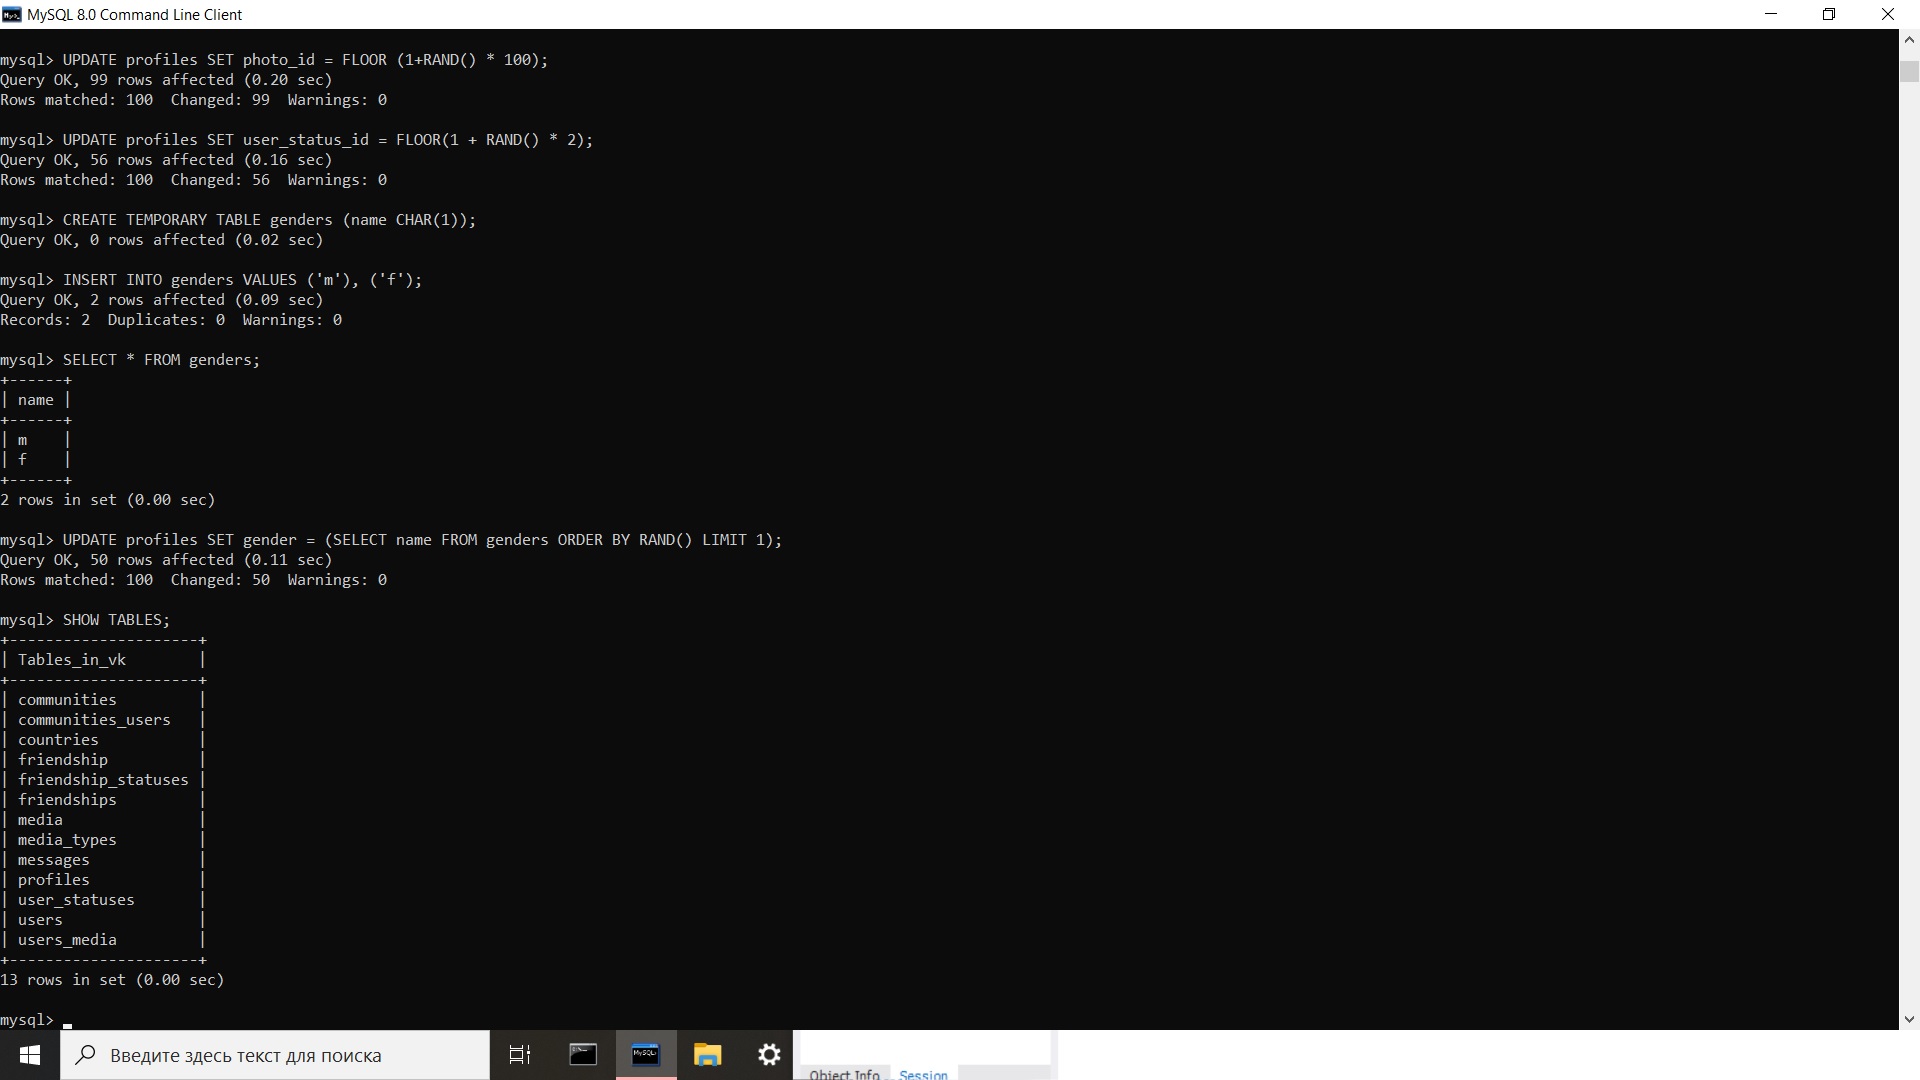 MySQL 8.0 Command Line Client
mysql> UPDATE profiles SET photo_id = FLOOR (1+RAND() * 100);
Query OK, 99 rows affected (0.20 sec)
Rows matched: 100  Changed: 99  Warnings: 0
mysql> UPDATE profiles SET user_status_id = FLOOR(1 + RAND() * 2);
Query OK, 56 rows affected (0.16 sec)
Rows matched: 100  Changed: 56  Warnings: 0
mysql> CREATE TEMPORARY TABLE genders (name CHAR(1));
Query OK, 0 rows affected (0.02 sec)
mysql> INSERT INTO genders VALUES ('m'), ('f');
Query OK, 2 rows affected (0.09 sec)
Records: 2  Duplicates: 0  Warnings: 0
mysql> SELECT * FROM genders;
+------+
| name |
+------+
| m    |
| f    |
+------+
2 rows in set (0.00 sec)
mysql> UPDATE profiles SET gender = (SELECT name FROM genders ORDER BY RAND() LIMIT 1);
Query OK, 50 rows affected (0.11 sec)
Rows matched: 100  Changed: 50  Warnings: 0
mysql> SHOW TABLES;
+---------------------+
| Tables_in_vk        |
+---------------------+
| communities         |
| communities_users   |
| countries           |
| friendship          |
| friendship_statuses |
| friendships         |
| media               |
| media_types         |
| messages            |
| profiles            |
| user_statuses       |
| users               |
| users_media         |
+---------------------+
13 rows in set (0.00 sec)
mysql> _
Введите здесь текст для поиска
Object Info Session